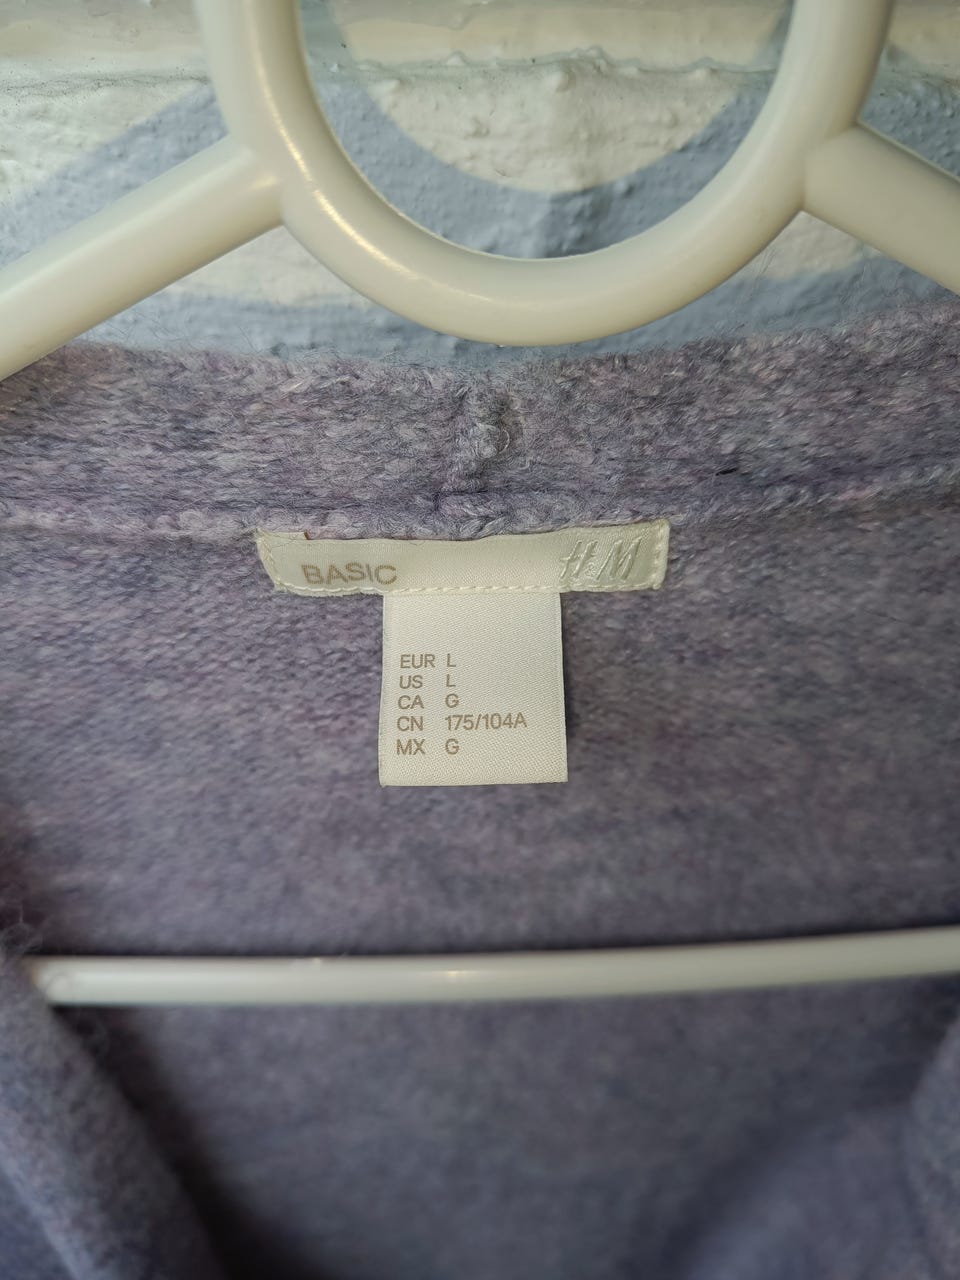 BASIC H&M
EUR L
US L
CA G
CN 175/104A
MX G